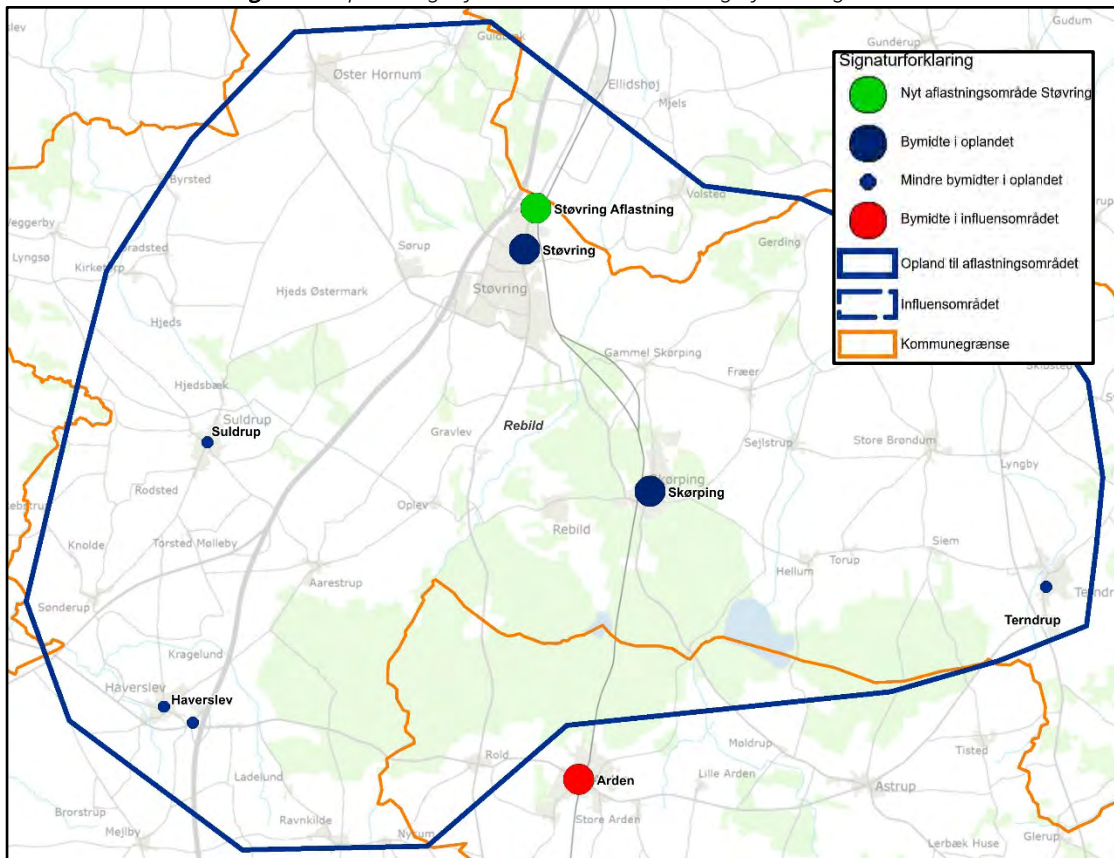 Gudum
Gunderup
slev
Guldbæk
Øster Hornum
Ellidshøj
Mjels
Signaturforklaring
Nyt aflastningsområde Støvring
Bymidte i oplandet
Mindre bymidter i oplandet
Bymidte i influensområdet
Opland til aflastningsområdet
Influensområdet
Kommunegrænse
Byrsted
Volsted
Støvring Aflastning
Veggerby
Støvring
Sørup
Gerding
Lyngsø
Kirketorp
Støvring
Hjeds Østermark
Hjeds
Gammel Skørping
Fræer
Hjedsbæk
Suldrup
Suldrup
Gravlev
Rebild
Sejlstrup
Store Brøndum
Lyngby
Rodsted
Skørping
Oplev
Rebild
Knolde
Torsted Mølleby
Siem
Aarestrup
Hellum
Torup
Sønderup
Terndrup
Kragelund
Haverslev
Haverslev
Rold
Møldrup
Tisted
Arden
Lille Arden
Astrup
Ladelund
Brorstrup
Store Arden
Mejlby
Ravnkilde
Nysum
Lerbæk Huse
Glerup